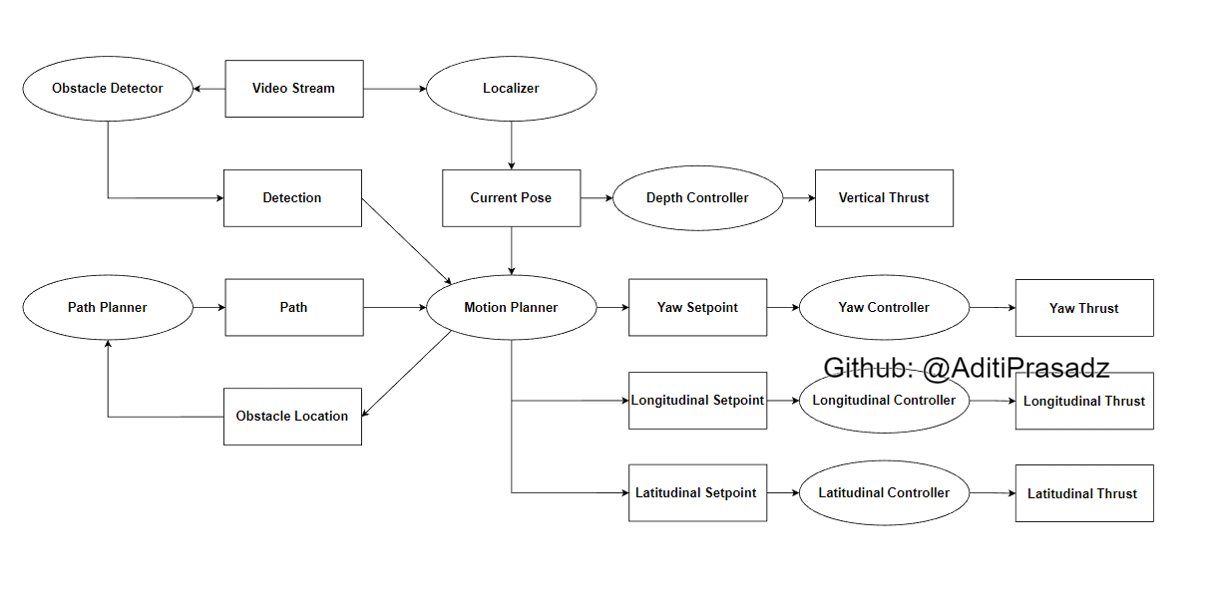 Obstacle Detector
Video Stream
Localizer
Detection
Current Pose
Depth Controller
Vertical Thrust
Path Planner
Path
Motion Planner
Yaw Setpoint
Yaw Controller
Yaw Thrust
Github: @AditiPrasadz
Obstacle Location
Longitudinal Setpoint
Longitudinal Controller
Longitudinal Thrust
Latitudinal Setpoint
Latitudinal Controller
Latitudinal Thrust